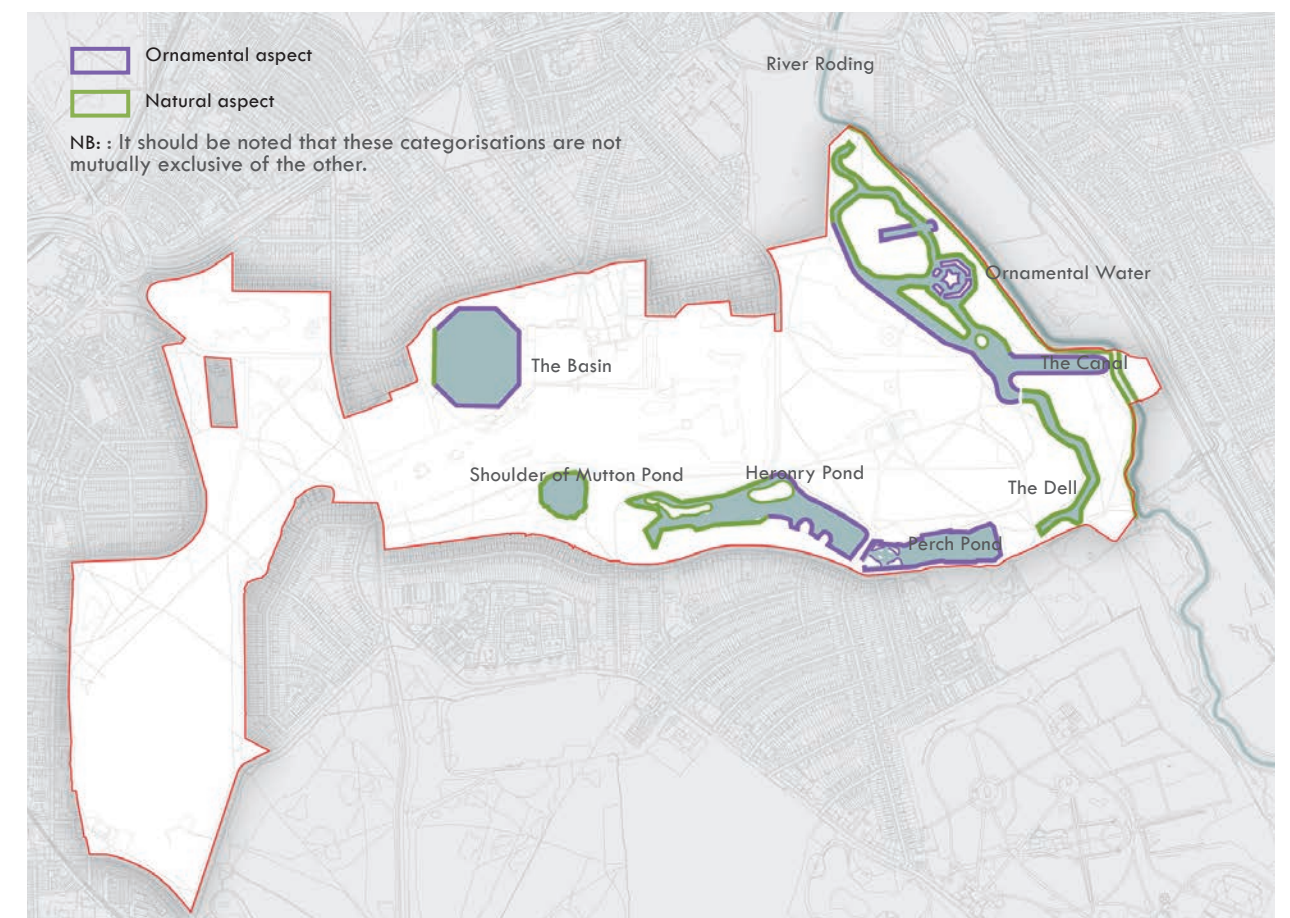 Ornamental aspect
Natural aspect
NB: : It should be noted that these categorisations are not
mutually exclusive of the other.
River Roding
Ornamental Water
The Canal
The Basin
Shoulder of Mutton Pond
Heronry Pond
The Dell
Perch Pond